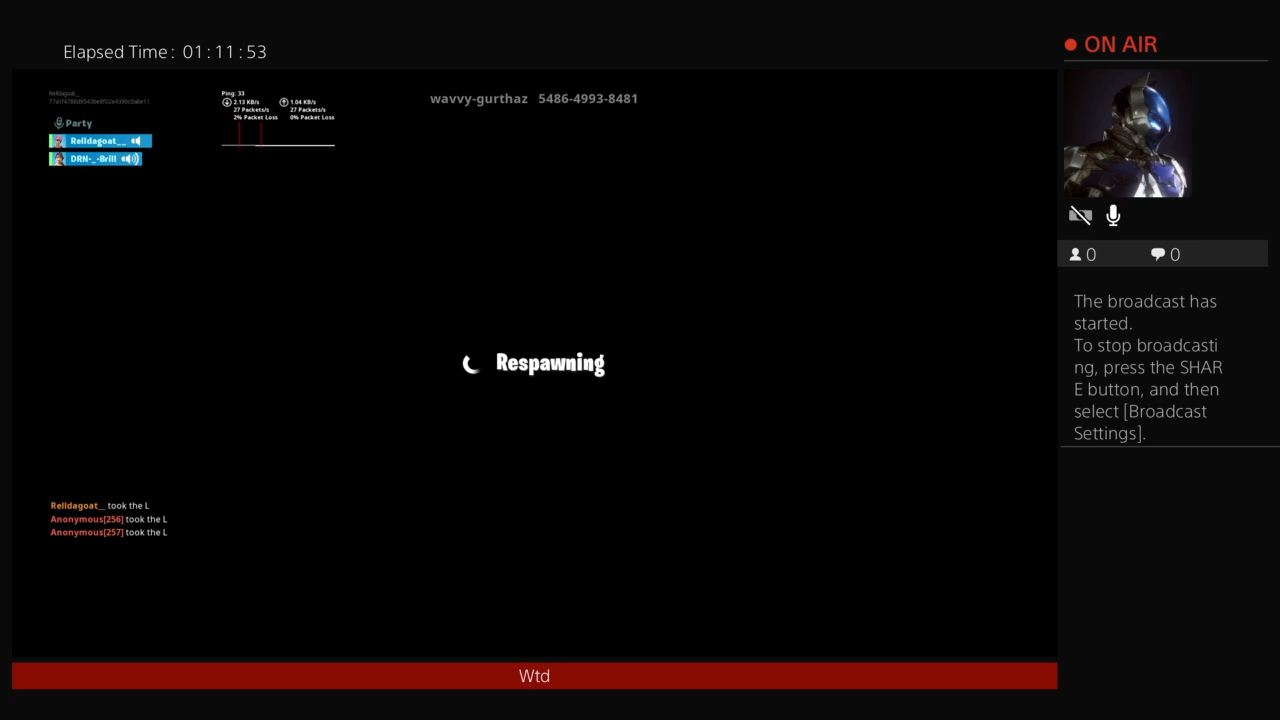 Elapsed Time: 01:11:53
ON AIR
Relldagoat__
Ping: 33
2.13 KB/s 1.04 KB/s
27 Packets/s 27 Packets/s
2% Packet Loss 0% Packet Loss
wavvy-gurthaz 5486-4993-8481
Party
Relldagoat__
DRN-_-Brill
0 0
The broadcast has
started.
To stop broadcasti
ng, press the SHAR
E button, and then
select [Broadcast
Settings].
Respawning
Relldagoat__ took the L
Anonymous[256] took the L
Anonymous[257] took the L
Wtd